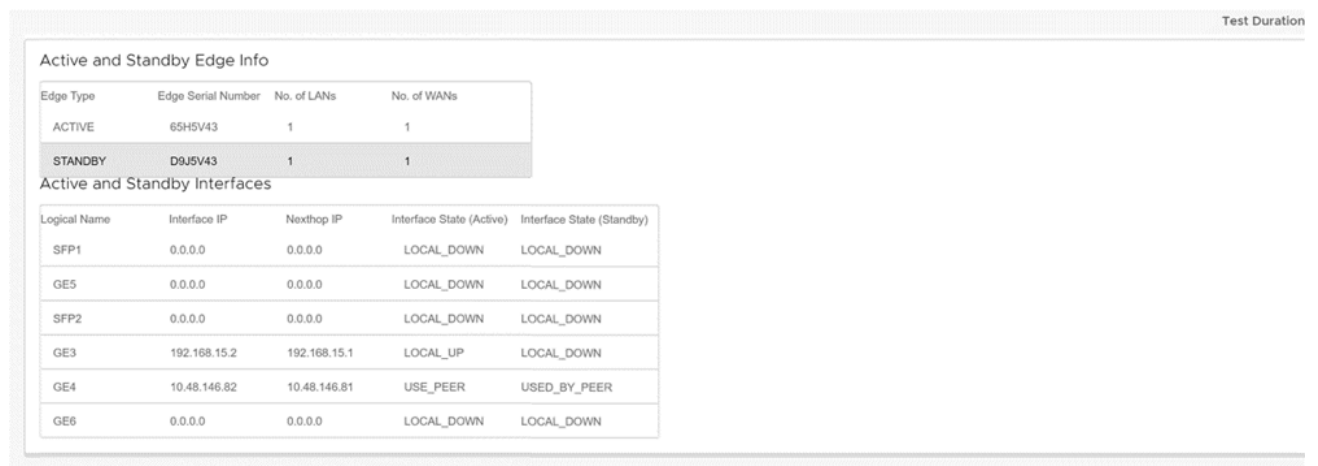 Test Duration
Active and Standby Edge Info
Edge Type Edge Serial Number No. of LANs No. of WANs
ACTIVE 65H5V43 1 1
STANDBY D9J5V43 1 1
Active and Standby Interfaces
Logical Name Interface IP Nexthop IP Interface State (Active) Interface State (Standby)
SFP1 0.0.0.0 0.0.0.0 LOCAL_DOWN LOCAL_DOWN
GE5 0.0.0.0 0.0.0.0 LOCAL_DOWN LOCAL_DOWN
SFP2 0.0.0.0 0.0.0.0 LOCAL_DOWN LOCAL_DOWN
GE3 192.168.15.2 192.168.15.1 LOCAL_UP LOCAL_DOWN
GE4 10.48.146.82 10.48.146.81 USE_PEER USED_BY_PEER
GE6 0.0.0.0 0.0.0.0 LOCAL_DOWN LOCAL_DOWN